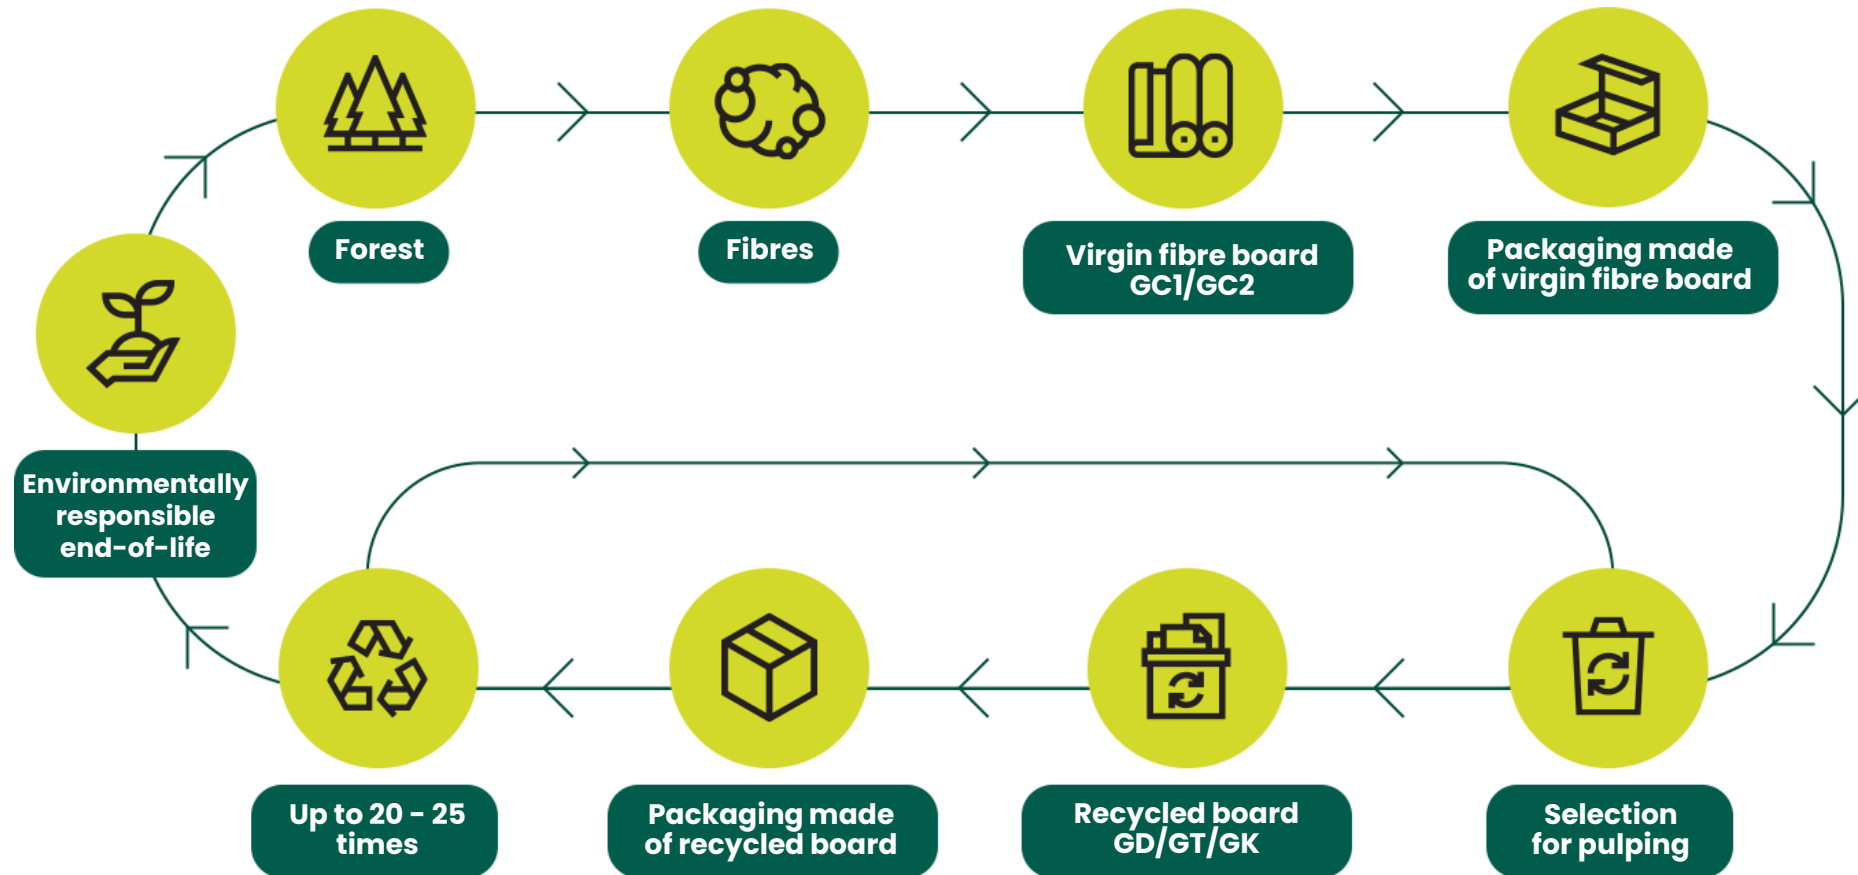 Forest
Fibres
Virgin fibre board
GC1/GC2
Packaging made
of virgin fibre board
Environmentally
responsible
end-of-life
Up to 20 - 25
times
Packaging made
of recycled board
Recycled board
GD/GT/GK
Selection
for pulping